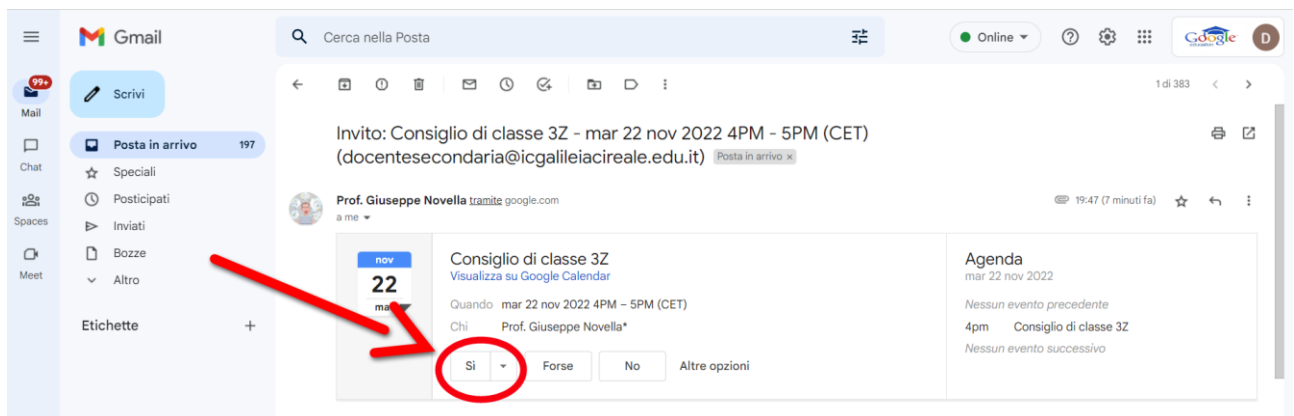 Gmail
Cerca nella Posta
Online
Google
education
D
99+
Mail
Scrivi
1 di 383
Chat
Posta in arrivo 197
Speciali
Spaces
Posticipati
Inviati
Meet
Bozze
Altro
Etichette
Invito: Consiglio di classe 3Z - mar 22 nov 2022 4PM - 5PM (CET)
(docentesecondaria@icgalileiacireale.edu.it) Posta in arrivo x
Prof. Giuseppe Novella tramite google.com
19:47 (7 minuti fa)
a me
nov
22
Consiglio di classe 3Z
Visualizza su Google Calendar
Quando mar 22 nov 2022 4PM – 5PM (CET)
Chi Prof. Giuseppe Novella*
Sì Forse No Altre opzioni
Agenda
mar 22 nov 2022
Nessun evento precedente
4pm Consiglio di classe 3Z
Nessun evento successivo